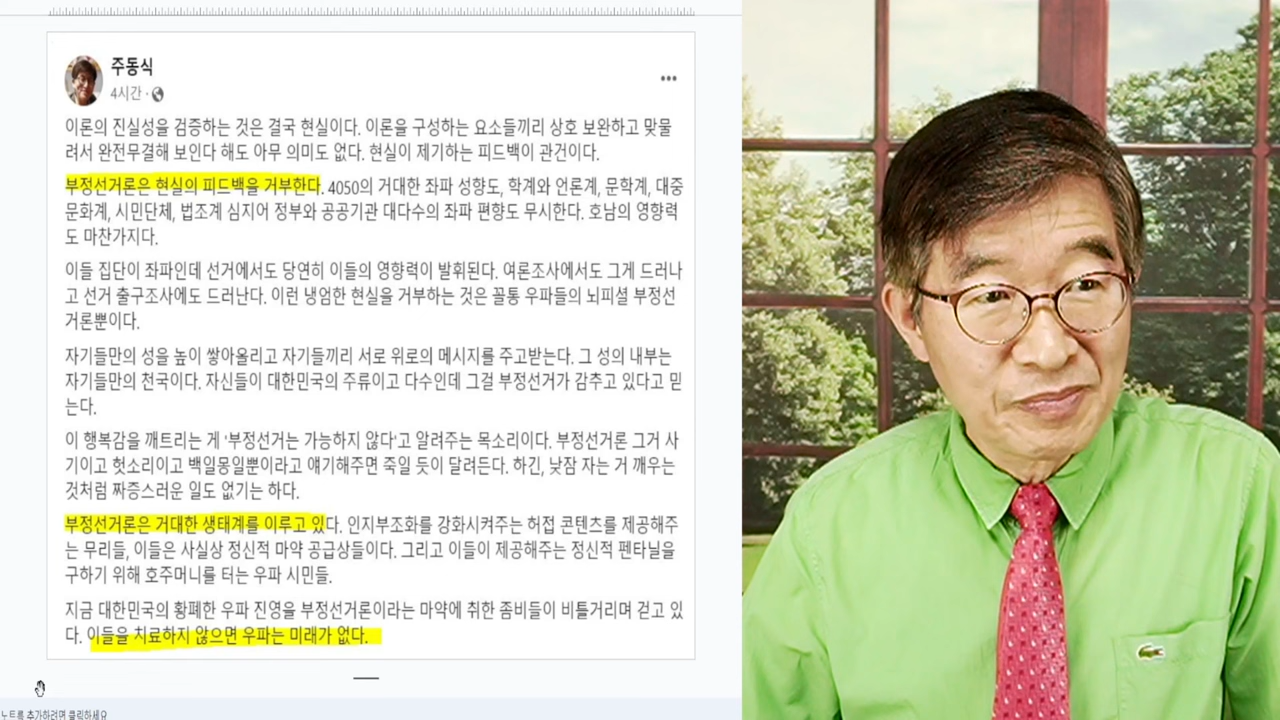 주동식
4시간 ·
이론의 진실성을 검증하는 것은 결국 현실이다. 이론을 구성하는 요소들끼리 상호 보완하고 맞물
려서 완전무결해 보인다 해도 아무 의미도 없다. 현실이 제기하는 피드백이 관건이다.
부정선거론은 현실의 피드백을 거부한다. 4050의 거대한 좌파 성향도, 학계와 언론계, 문학계, 대중
문화계, 시민단체, 법조계 심지어 정부와 공공기관 대다수의 좌파 편향도 무시한다. 호남의 영향력
도 마찬가지다.
이들 집단이 좌파인데 선거에서도 당연히 이들의 영향력이 발휘된다. 여론조사에서도 그게 드러나
고 선거 출구조사에도 드러난다. 이런 냉엄한 현실을 거부하는 것은 꼴통 우파들의 뇌피셜 부정선
거론뿐이다.
자기들만의 성을 높이 쌓아올리고 자기들끼리 서로 위로의 메시지를 주고받는다. 그 성의 내부는
자기들만의 천국이다. 자신들이 대한민국의 주류이고 다수인데 그걸 부정선거가 감추고 있다고 믿
는다.
이 행복감을 깨트리는 게 '부정선거는 가능하지 않다'고 알려주는 목소리이다. 부정선거론 그거 사
기이고 헛소리이고 백일몽일뿐이라고 얘기해주면 죽일 듯이 달려든다. 하긴, 낮잠 자는 거 깨우는
것처럼 짜증스러운 일도 없기는 하다.
부정선거론은 거대한 생태계를 이루고 있다. 인지부조화를 강화시켜주는 허접 콘텐츠를 제공해주
는 무리들, 이들은 사실상 정신적 마약 공급상들이다. 그리고 이들이 제공해주는 정신적 펜타닐을
구하기 위해 호주머니를 터는 우파 시민들.
지금 대한민국의 황폐한 우파 진영을 부정선거론이라는 마약에 취한 좀비들이 비틀거리며 걷고 있
다. 이들을 치료하지 않으면 우파는 미래가 없다.
노트를 추가하려면 클릭하세요